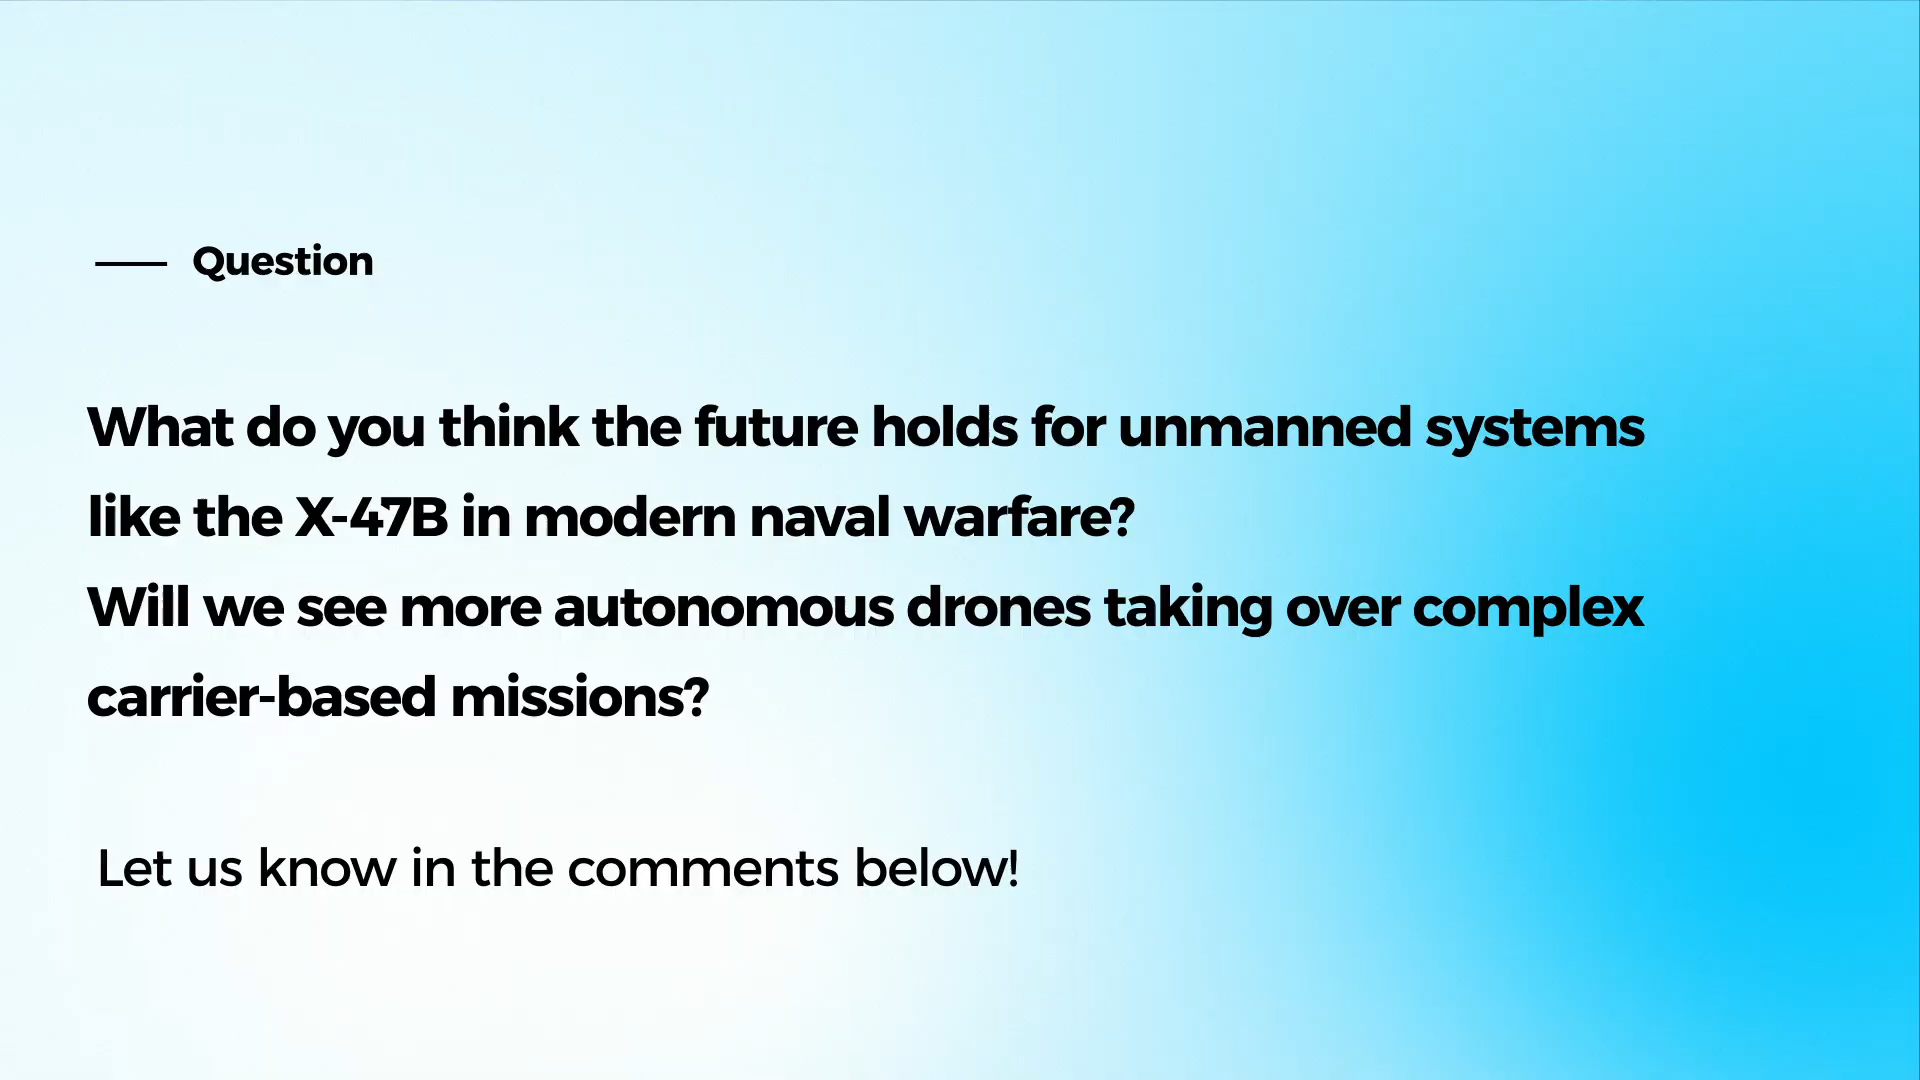 Question
What do you think the future holds for unmanned systems
like the X-47B in modern naval warfare?
Will we see more autonomous drones taking over complex
carrier-based missions?
Let us know in the comments below!